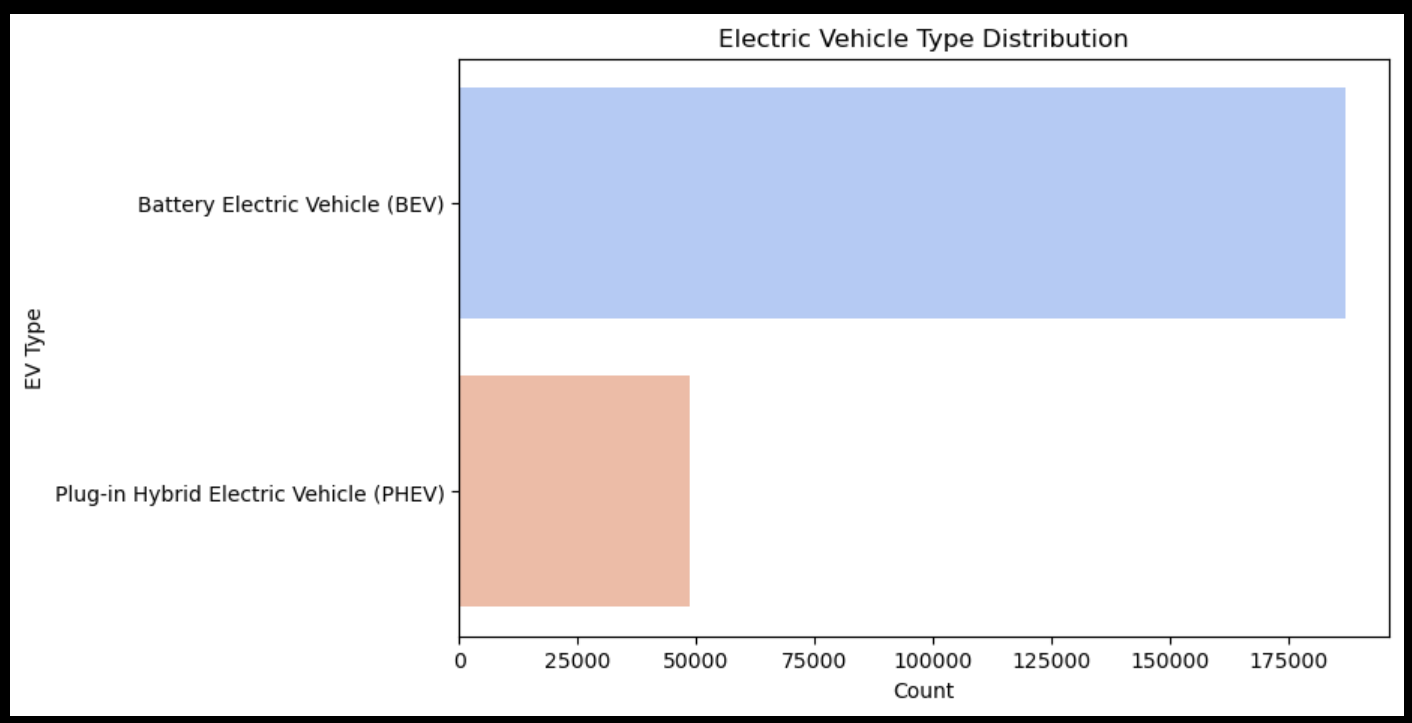 Electric Vehicle Type Distribution
Battery Electric Vehicle (BEV)
EV Type
Plug-in Hybrid Electric Vehicle (PHEV)
0 25000 50000 75000 100000 125000 150000 175000
Count